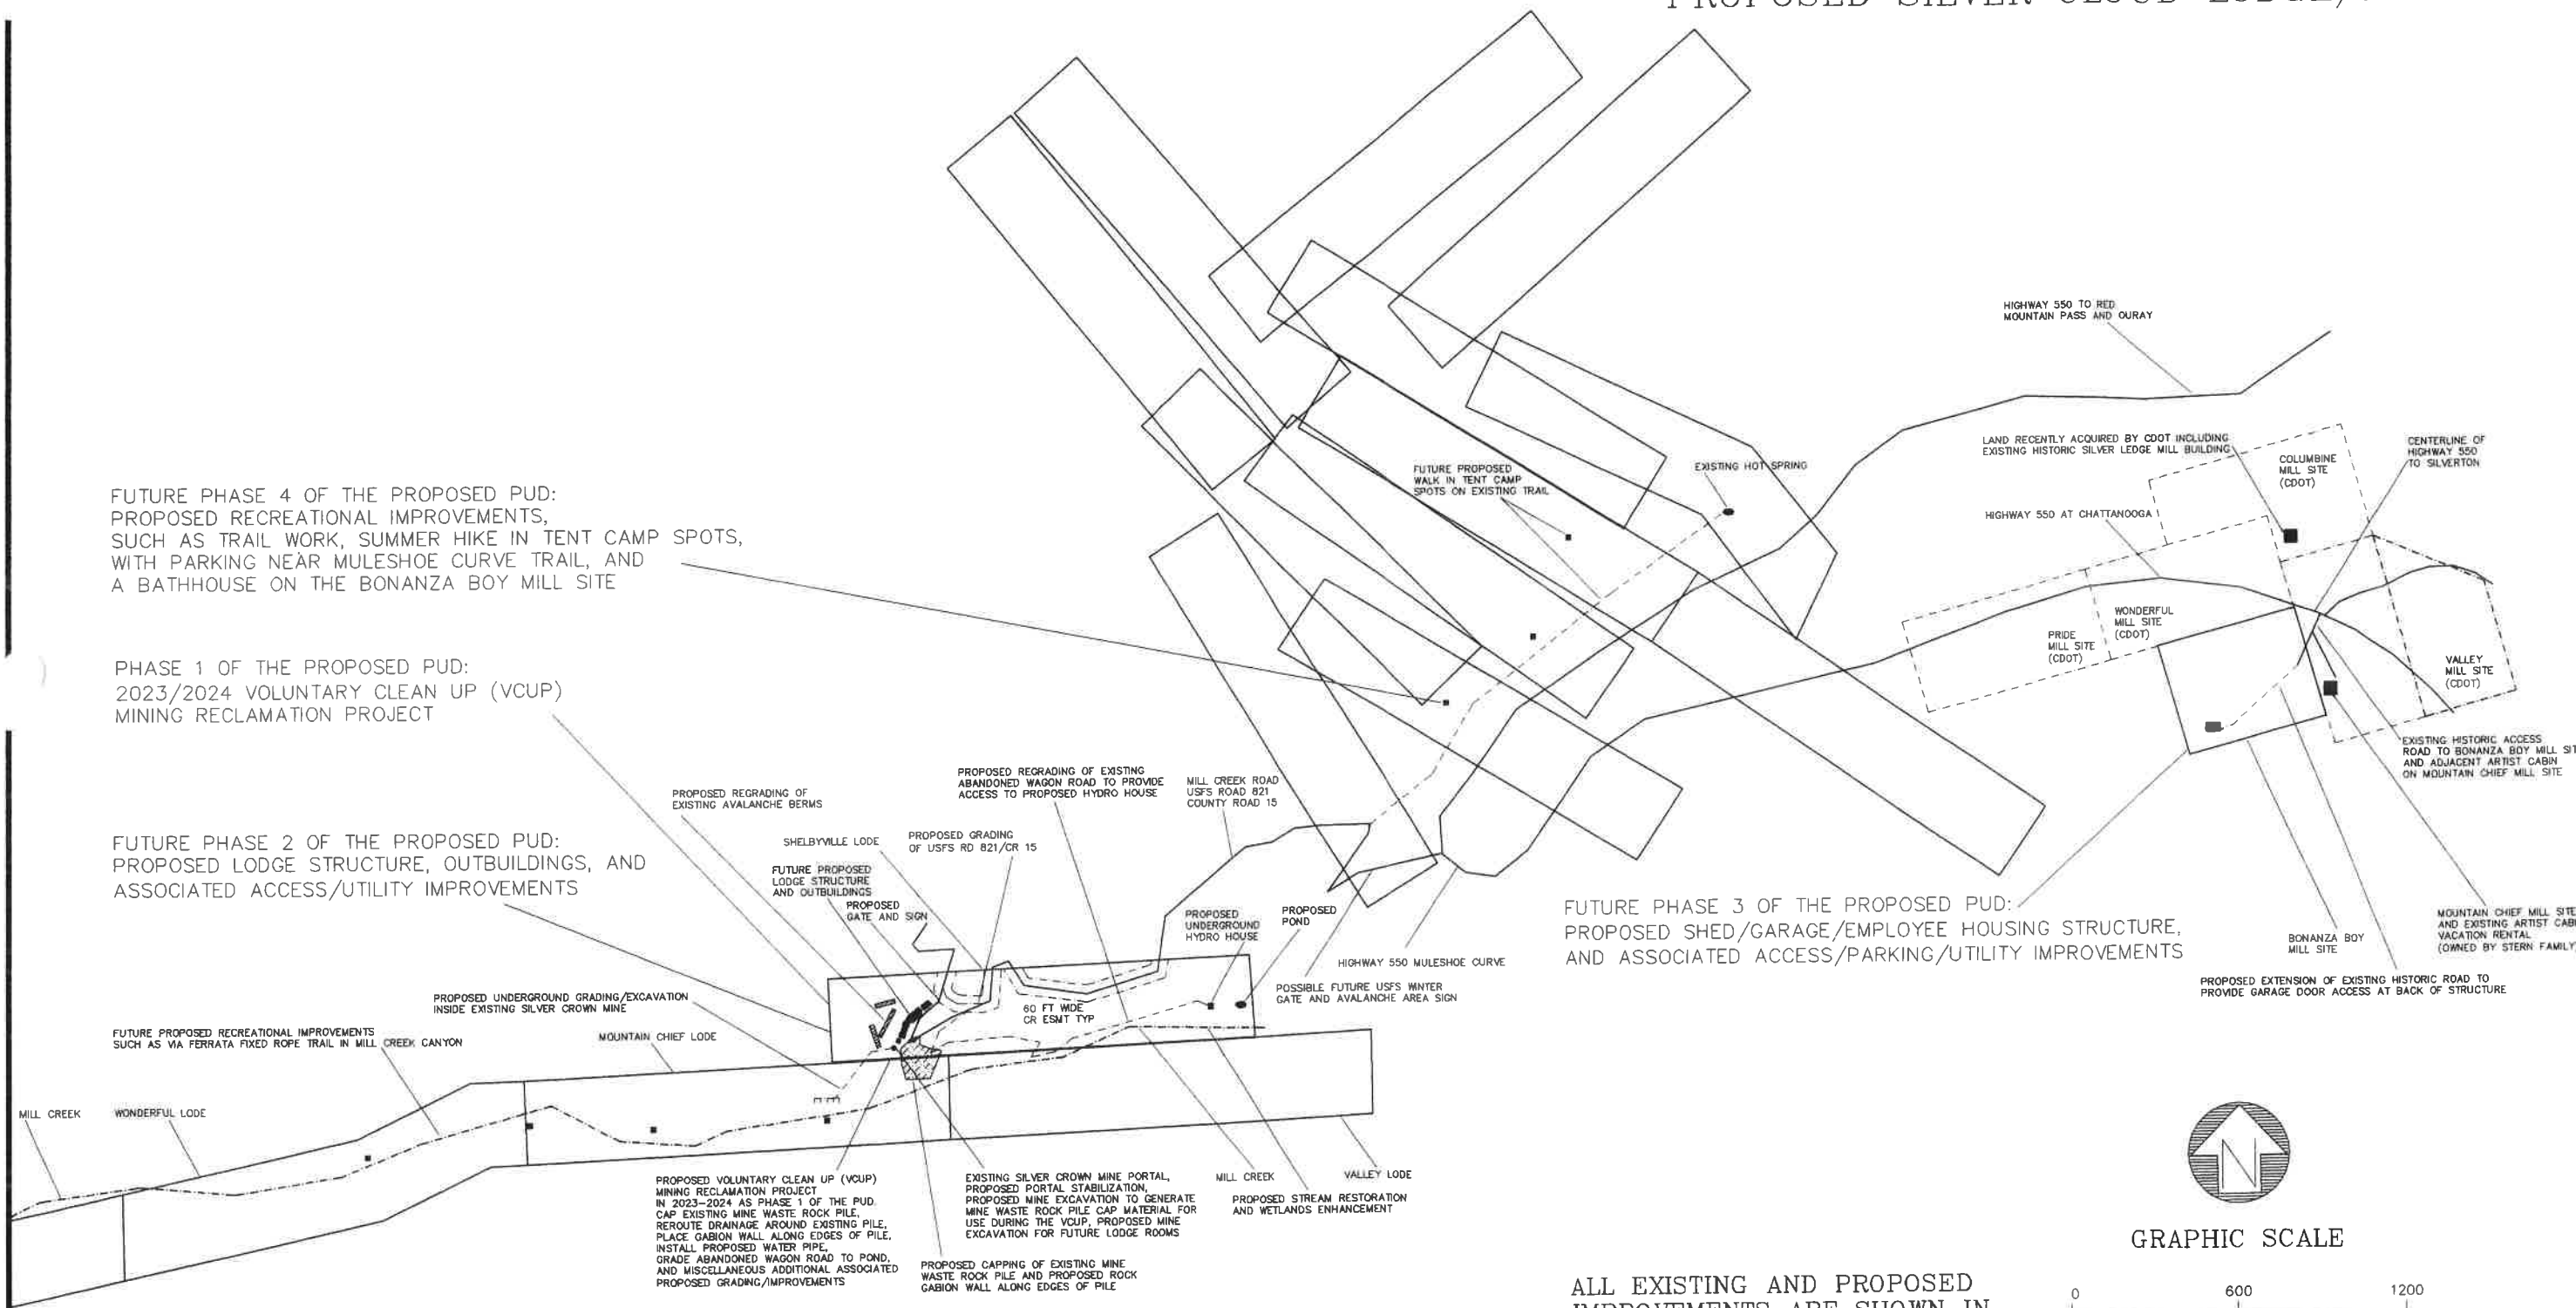 PROPOSED SILVER CLOUD LODGE/
HIGHWAY 550 TO RED
MOUNTAIN PASS AND OURAY
LAND RECENTLY ACQUIRED BY CDOT INCLUDING
EXISTING HISTORIC SILVER LEDGE MILL BUILDING
COLUMBINE
MILL SITE
(CDOT)
CENTERLINE OF
HIGHWAY 550
TO SILVERTON
FUTURE PROPOSED
WALK IN TENT CAMP
SPOTS ON EXISTING TRAIL
EXISTING HOT SPRING
HIGHWAY 550 AT CHATTANOOGA
FUTURE PHASE 4 OF THE PROPOSED PUD:
PROPOSED RECREATIONAL IMPROVEMENTS,
SUCH AS TRAIL WORK, SUMMER HIKE IN TENT CAMP SPOTS,
WITH PARKING NEAR MULESHOE CURVE TRAIL, AND
A BATHHOUSE ON THE BONANZA BOY MILL SITE
WONDERFUL
MILL SITE
(CDOT)
PRIDE
MILL SITE
(CDOT)
VALLEY
MILL SITE
(CDOT)
PHASE 1 OF THE PROPOSED PUD:
2023/2024 VOLUNTARY CLEAN UP (VCUP)
MINING RECLAMATION PROJECT
EXISTING HISTORIC ACCESS
ROAD TO BONANZA BOY MILL SIT
AND ADJACENT ARTIST CABIN
ON MOUNTAIN CHIEF MILL SITE
PROPOSED REGRADING OF
EXISTING AVALANCHE BERMS
PROPOSED REGRADING OF EXISTING
ABANDONED WAGON ROAD TO PROVIDE
ACCESS TO PROPOSED HYDRO HOUSE
MILL CREEK ROAD
USFS ROAD 821
COUNTY ROAD 15
FUTURE PHASE 2 OF THE PROPOSED PUD:
PROPOSED LODGE STRUCTURE, OUTBUILDINGS, AND
ASSOCIATED ACCESS/UTILITY IMPROVEMENTS
SHELBYVILLE LODE
PROPOSED GRADING
OF USFS RD 821/CR 15
FUTURE PROPOSED
LODGE STRUCTURE
AND OUTBUILDINGS
PROPOSED
GATE AND SIGN
PROPOSED
UNDERGROUND
HYDRO HOUSE
PROPOSED
POND
FUTURE PHASE 3 OF THE PROPOSED PUD:
PROPOSED SHED/GARAGE/EMPLOYEE HOUSING STRUCTURE,
AND ASSOCIATED ACCESS/PARKING/UTILITY IMPROVEMENTS
MOUNTAIN CHIEF MILL SITE
AND EXISTING ARTIST CABI
VACATION RENTAL
(OWNED BY STERN FAMILY)
BONANZA BOY
MILL SITE
HIGHWAY 550 MULESHOE CURVE
POSSIBLE FUTURE USFS WINTER
GATE AND AVALANCHE AREA SIGN
PROPOSED EXTENSION OF EXISTING HISTORIC ROAD TO
PROVIDE GARAGE DOOR ACCESS AT BACK OF STRUCTURE
PROPOSED UNDERGROUND GRADING/EXCAVATION
INSIDE EXISTING SILVER CROWN MINE
60 FT WIDE
CR ESMT TYP
FUTURE PROPOSED RECREATIONAL IMPROVEMENTS
SUCH AS VIA FERRATA FIXED ROPE TRAIL IN MILL CREEK CANYON
MOUNTAIN CHIEF LODE
MILL CREEK
WONDERFUL LODE
PROPOSED VOLUNTARY CLEAN UP (VCUP)
MINING RECLAMATION PROJECT
IN 2023-2024 AS PHASE 1 OF THE PUD.
CAP EXISTING MINE WASTE ROCK PILE,
REROUTE DRAINAGE AROUND EXISTING PILE,
PLACE GABION WALL ALONG EDGES OF PILE,
INSTALL PROPOSED WATER PIPE,
GRADE ABANDONED WAGON ROAD TO POND,
AND MISCELLANEOUS ADDITIONAL ASSOCIATED
PROPOSED GRADING/IMPROVEMENTS
EXISTING SILVER CROWN MINE PORTAL,
PROPOSED PORTAL STABILIZATION,
PROPOSED MINE EXCAVATION TO GENERATE
MINE WASTE ROCK PILE CAP MATERIAL FOR
USE DURING THE VCUP, PROPOSED MINE
EXCAVATION FOR FUTURE LODGE ROOMS
PROPOSED CAPPING OF EXISTING MINE
WASTE ROCK PILE AND PROPOSED ROCK
GABION WALL ALONG EDGES OF PILE
MILL CREEK
VALLEY LODE
PROPOSED STREAM RESTORATION
AND WETLANDS ENHANCEMENT
N
GRAPHIC SCALE
0 600 1200
ALL EXISTING AND PROPOSED
IMPROVEMENTS ARE SHOWN IN